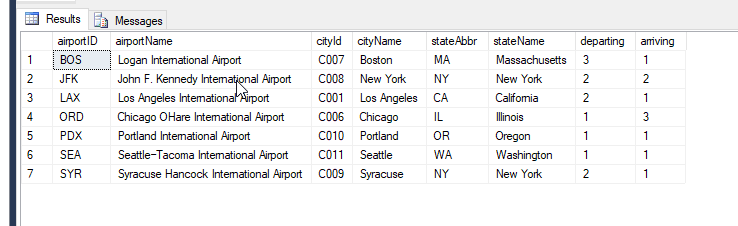 Results Messages
airportID airportName cityId cityName stateAbbr stateName departing arriving
1 BOS Logan International Airport C007 Boston MA Massachusetts 3 1
2 JFK John F. Kennedy International Airport C008 New York NY New York 2 2
3 LAX Los Angeles International Airport C001 Los Angeles CA California 2 1
4 ORD Chicago OHare International Airport C006 Chicago IL Illinois 1 3
5 PDX Portland International Airport C010 Portland OR Oregon 1 1
6 SEA Seattle-Tacoma International Airport C011 Seattle WA Washington 1 1
7 SYR Syracuse Hancock International Airport C009 Syracuse NY New York 2 1